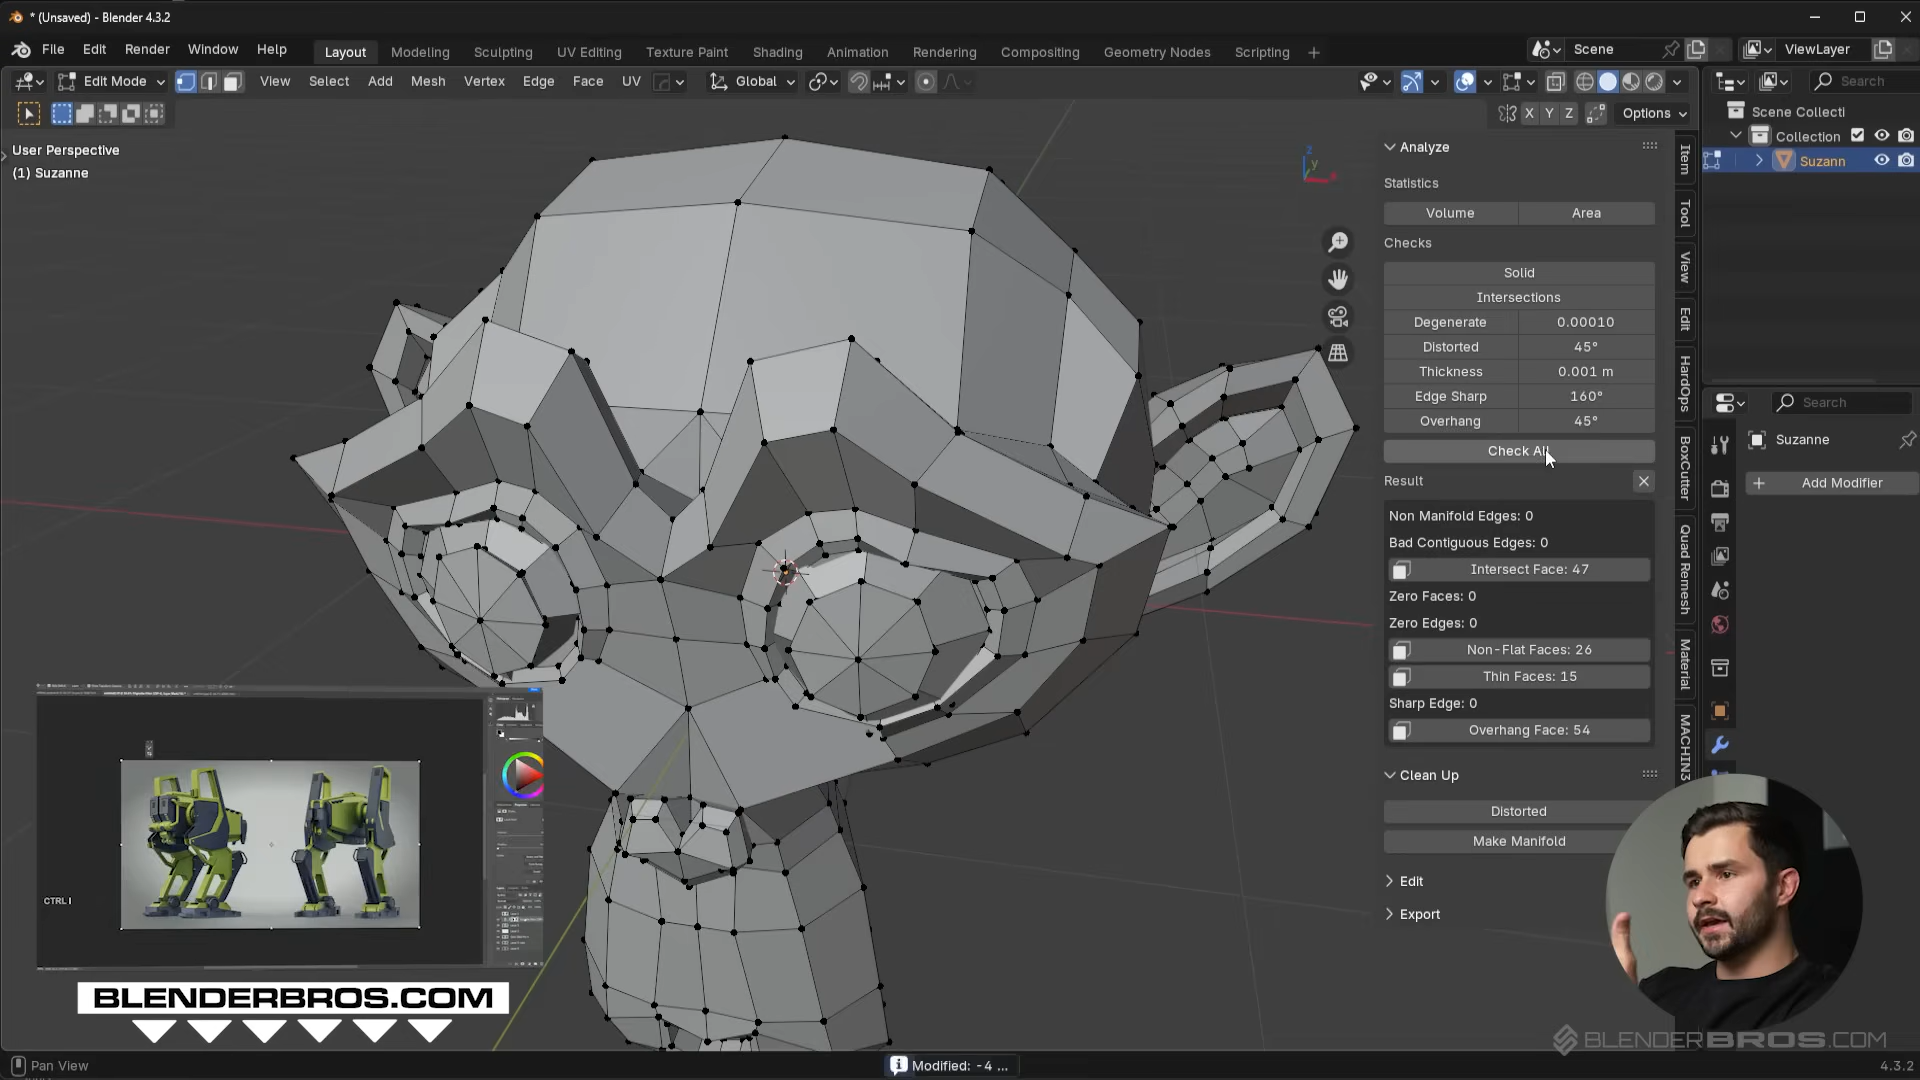 * (Unsaved) - Blender 4.3.2
File Edit Render Window Help
Layout Modeling Sculpting UV Editing Texture Paint Shading Animation Rendering Compositing Geometry Nodes Scripting +
Scene
ViewLayer
Edit Mode
View Select Add Mesh Vertex Edge Face UV
Global
Search
X Y Z
Options
User Perspective
(1) Suzanne
Z
Y
Scene Collecti
Collection
Suzann
Analyze
Statistics
Volume Area
Checks
Solid
Intersections
Degenerate 0.00010
Distorted 45°
Thickness 0.001 m
Edge Sharp 160°
Overhang 45°
Check All
Result
Non Manifold Edges: 0
Bad Contiguous Edges: 0
Intersect Face: 47
Zero Faces: 0
Zero Edges: 0
Non-Flat Faces: 26
Thin Faces: 15
Sharp Edge: 0
Overhang Face: 54
Clean Up
Distorted
Make Manifold
Edit
Export
Item
Tool
View
Edit
HardOps
BoxCutter
Quad Remesh
Material
MACHIN3
Search
Suzanne
+ Add Modifier
CTRL I
BLENDERBROS.COM
BLENDERBROS.COM
Pan View
Modified: -4 ...
4.3.2